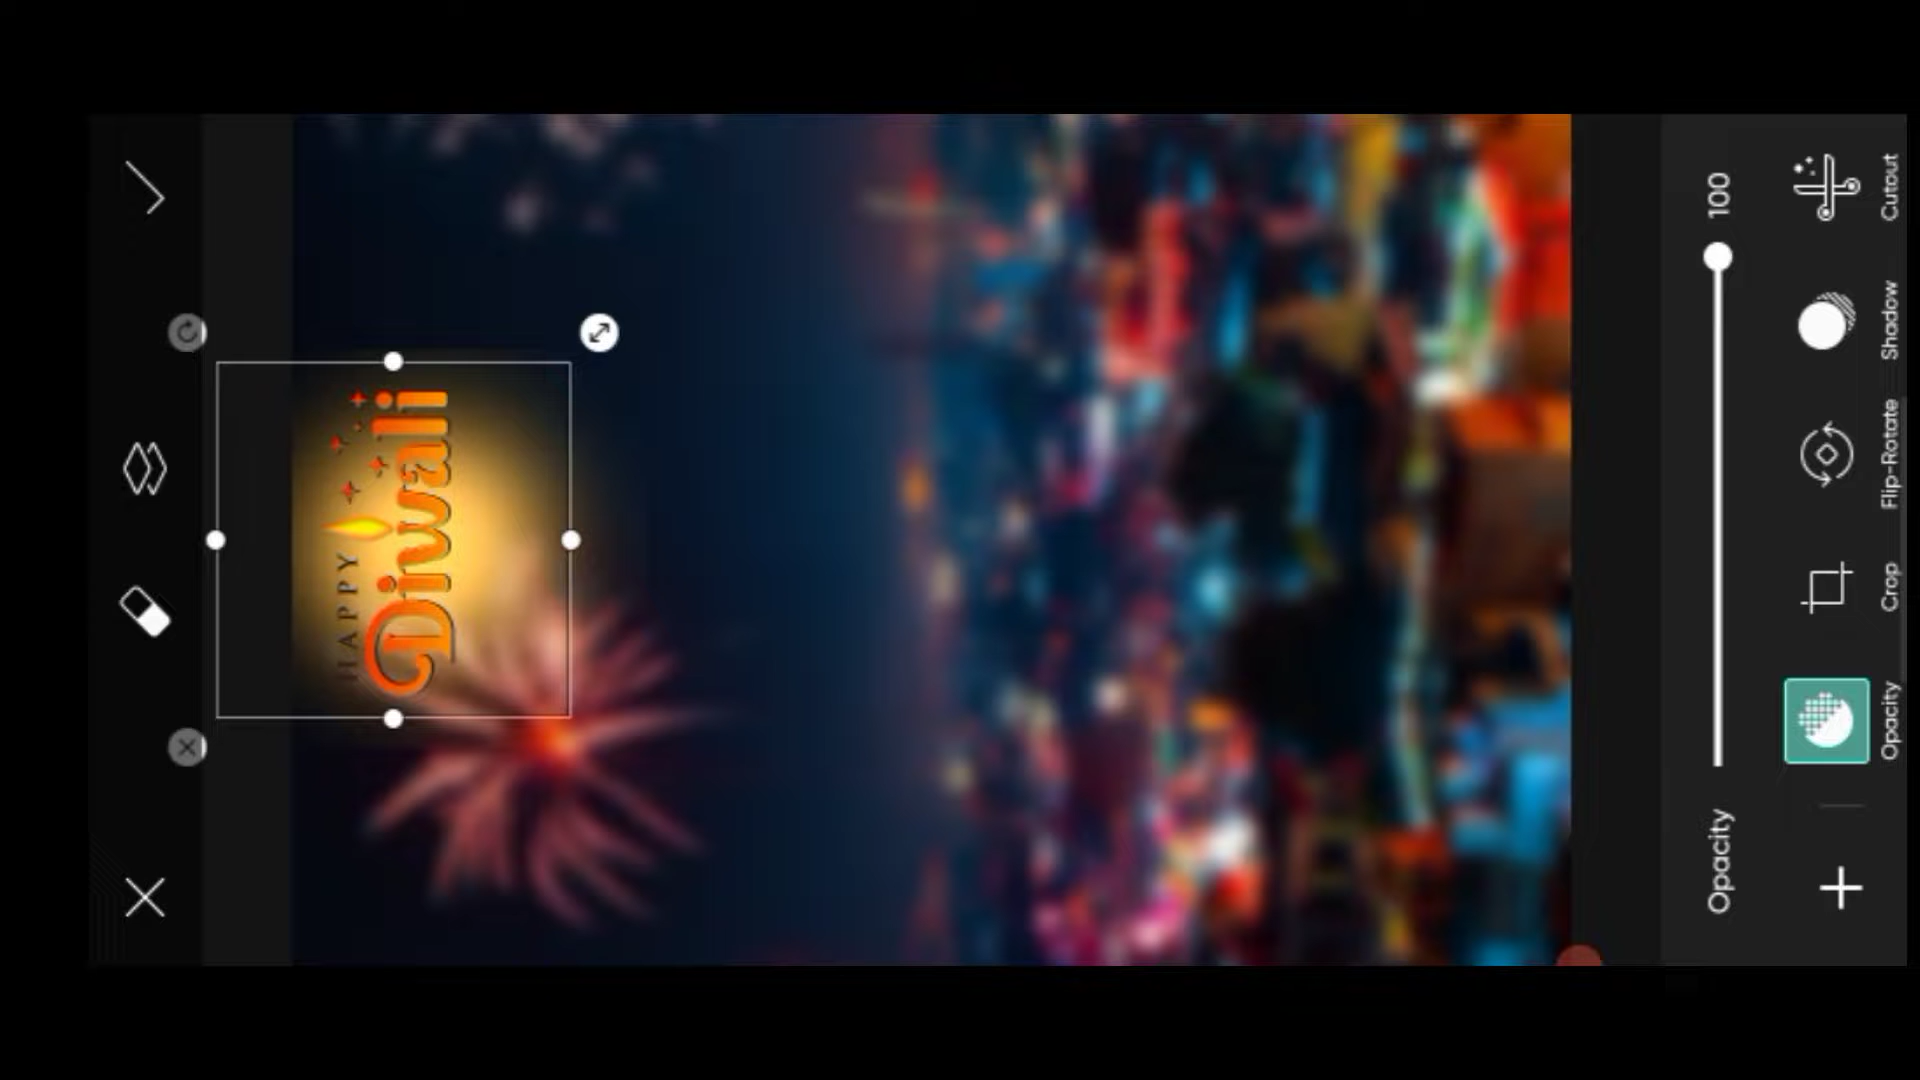 HAPPY
Diwali
Opacity 100
Opacity
Crop
Flip-Rotate
Shadow
Cutout